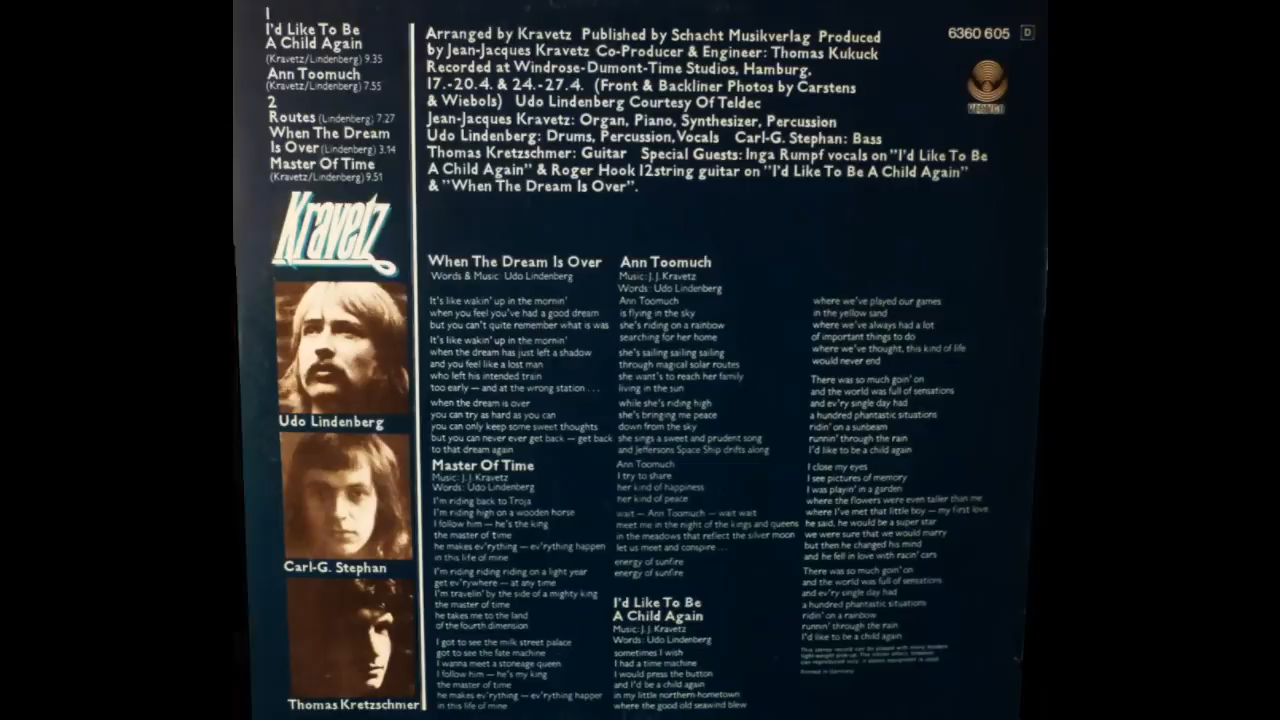 1
I'd Like To Be
A Child Again
(Kravetz/Lindenberg) 9.35
Ann Toomuch
(Kravetz/Lindenberg) 7.55
2
Routes (Lindenberg) 7.27
When The Dream
Is Over (Lindenberg) 3.14
Master Of Time
(Kravetz/Lindenberg) 9.51
Kravetz
Udo Lindenberg
Carl-G. Stephan
Thomas Kretzschmer
Arranged by Kravetz Published by Schacht Musikverlag Produced
by Jean-Jacques Kravetz Co-Producer & Engineer: Thomas Kukuck
Recorded at Windrose-Dumont-Time Studios, Hamburg,
17.-20.4. & 24.-27.4. (Front & Backliner Photos by Carstens
& Wiebols) Udo Lindenberg Courtesy Of Teldec
Jean-Jacques Kravetz: Organ, Piano, Synthesizer, Percussion
Udo Lindenberg: Drums, Percussion, Vocals Carl-G. Stephan: Bass
Thomas Kretzschmer: Guitar Special Guests: Inga Rumpf vocals on "I'd Like To Be
A Child Again" & Roger Hook 12string guitar on "I'd Like To Be A Child Again"
& "When The Dream Is Over".
6360 605 D
vertigo
When The Dream Is Over
Words & Music: Udo Lindenberg
It's like wakin' up in the mornin'
when you feel you've had a good dream
but you can't quite remember what is was
It's like wakin' up in the mornin'
when the dream has just left a shadow
and you feel like a lost man
who left his intended train
too early — and at the wrong station . . .
when the dream is over
you can try as hard as you can
you can only keep some sweet thoughts
but you can never ever get back — get back
to that dream again
Master Of Time
Music: J. J. Kravetz
Words: Udo Lindenberg
I'm riding back to Troja
I'm riding high on a wooden horse
I follow him — he's the king
the master of time
he makes ev'rything — ev'rything happen
in this life of mine
I'm riding riding riding on a light year
get ev'rywhere — at any time
I'm travelin' by the side of a mighty king
the master of time
he takes me to the land
of the fourth dimension
I got to see the milk street palace
got to see the fate machine
I wanna meet a stoneage queen
I follow him — he's my king
the master of time
he makes ev'rything — ev'rything happer
in this life of mine
Ann Toomuch
Music: J. J. Kravetz
Words: Udo Lindenberg
Ann Toomuch
is flying in the sky
she's riding on a rainbow
searching for her home
she's sailing sailing sailing
through magical solar routes
she want's to reach her family
living in the sun
while she's riding high
she's bringing me peace
down from the sky
she sings a sweet and prudent song
and Jeffersons Space Ship drifts along
Ann Toomuch
I try to share
her kind of happiness
her kind of peace
wait — Ann Toomuch — wait wait
meet me in the night of the kings and queens
in the meadows that reflect the silver moon
let us meet and conspire . . .
energy of sunfire
energy of sunfire
I'd Like To Be
A Child Again
Music: J. J. Kravetz
Words: Udo Lindenberg
sometimes I wish
I had a time machine
I would press the button
and I'd be a child again
in my little northern-hometown
where the good old seawind blew
where we've played our games
in the yellow sand
where we've always had a lot
of important things to do
where we've thought, this kind of life
would never end
There was so much goin' on
and the world was full of sensations
and ev'ry single day had
a hundred phantastic situations
ridin' on a sunbeam
runnin' through the rain
I'd like to be a child again
I close my eyes
I see pictures of memory
I was playin' in a garden
where the flowers were even taller than me
where I've met that little boy — my first love
he said, he would be a super star
we were sure that we would marry
but then he changed his mind
and he fell in love with racin' cars
There was so much goin' on
and the world was full of sensations
and ev'ry single day had
a hundred phantastic situations
ridin' on a rainbow
runnin' through the rain
I'd like to be a child again
Printed in Germany